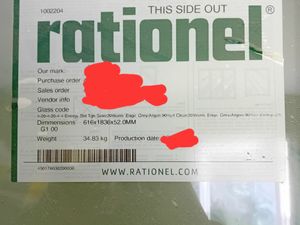 1002204
THIS SIDE OUT
rationel®
Our mark:
Purchase order
Sales order
Vendor info
Glass code
Dimmensions 616x1836x52.0MM
G1.00
Weight 34.83 kg Production date
WWW.RATIONEL.COM